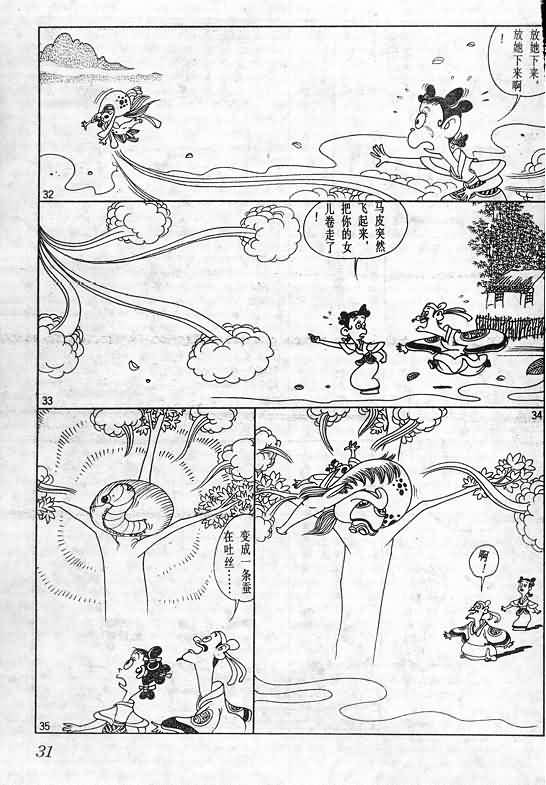 放她下来，
放她下来啊
！
32
马皮突然
飞起来，
把你的女
儿卷走了
！
33
34
啊！
变成一条蚕
在吐丝……
35
31